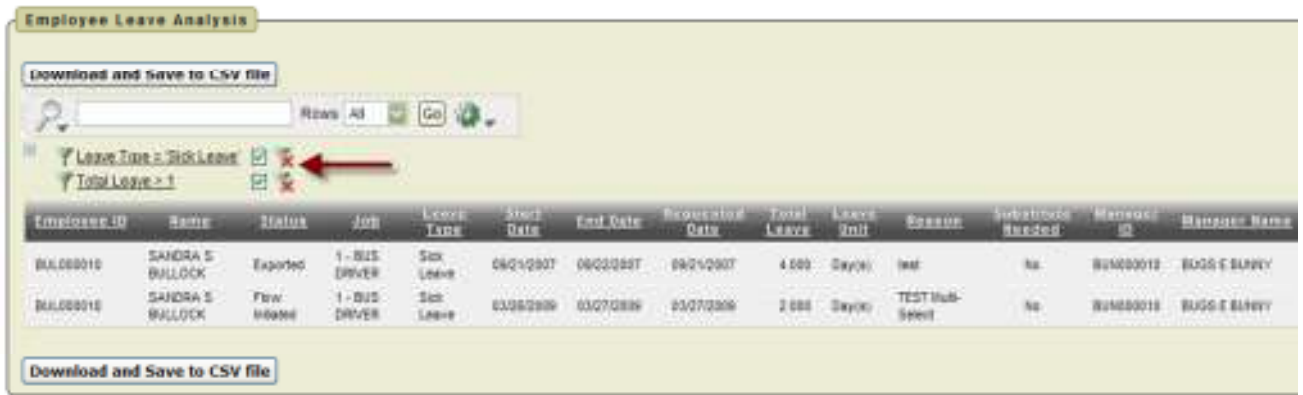 Employee Leave Analysis
Download and Save to CSV file
Rows All Go
Leave Type = 'Sick Leave'
Total Leave > 1
Employee ID Name Status Job Leave Type Start Date End Date Requested Date Total Leave Leave Unit Reason Substitute Needed Manager ID Manager Name
BUL000010 SANDRA S BULLOCK Exported 1 - BUS DRIVER Sick Leave 09/21/2007 09/22/2007 09/21/2007 4.000 Day(s) test No BUN000010 BUGS E BUNNY
BUL000010 SANDRA S BULLOCK Flow Initiated 1 - BUS DRIVER Sick Leave 03/26/2009 03/27/2009 03/27/2009 2.000 Day(s) TEST Multi-Select No BUN000010 BUGS E BUNNY
Download and Save to CSV file